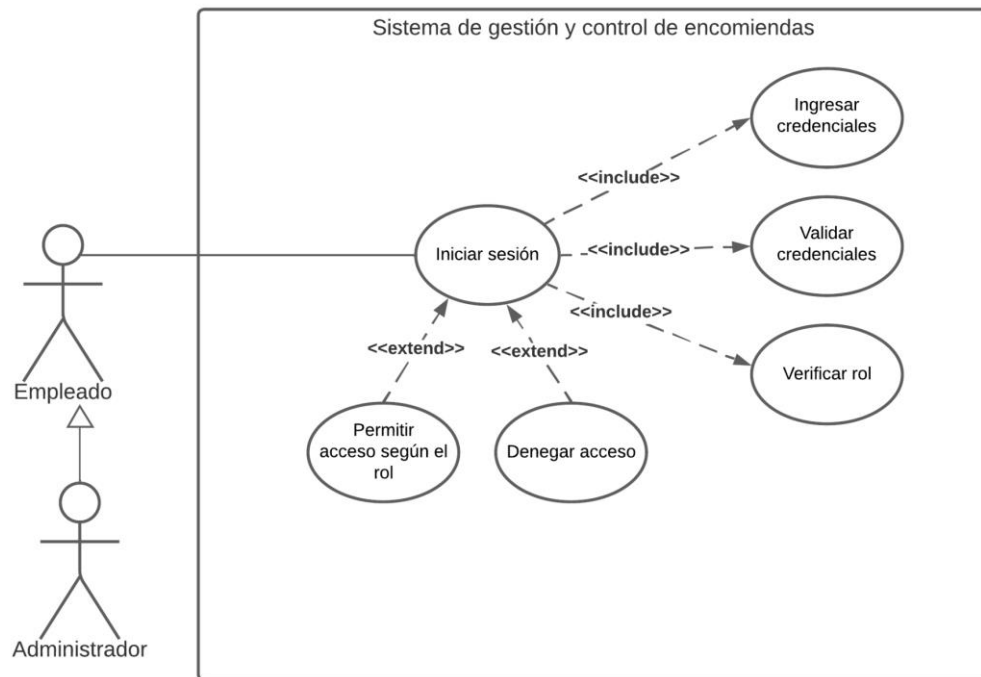 Sistema de gestión y control de encomiendas
Ingresar
credenciales
<<include>>
Iniciar sesión
<<include>>
Validar
credenciales
<<include>>
Verificar rol
<<extend>>
<<extend>>
Empleado
Permitir
acceso según el
rol
Denegar acceso
Administrador